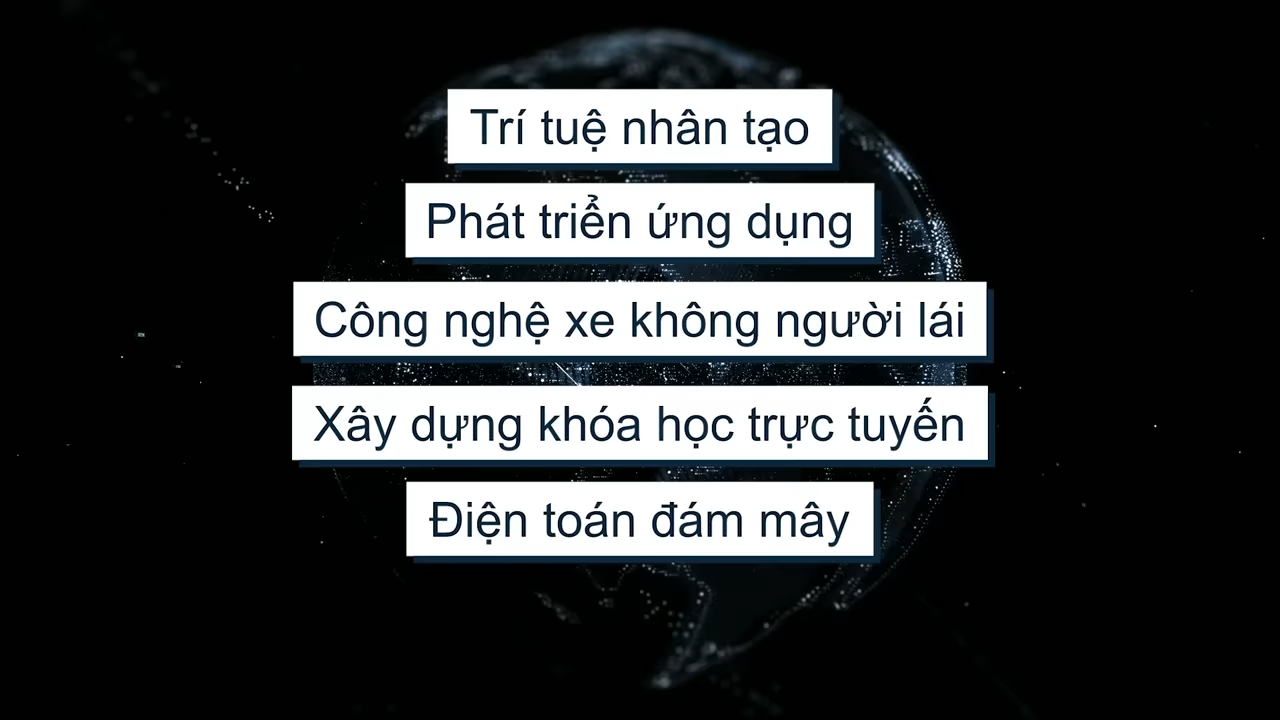 Trí tuệ nhân tạo
Phát triển ứng dụng
Công nghệ xe không người lái
Xây dựng khóa học trực tuyến
Điện toán đám mây